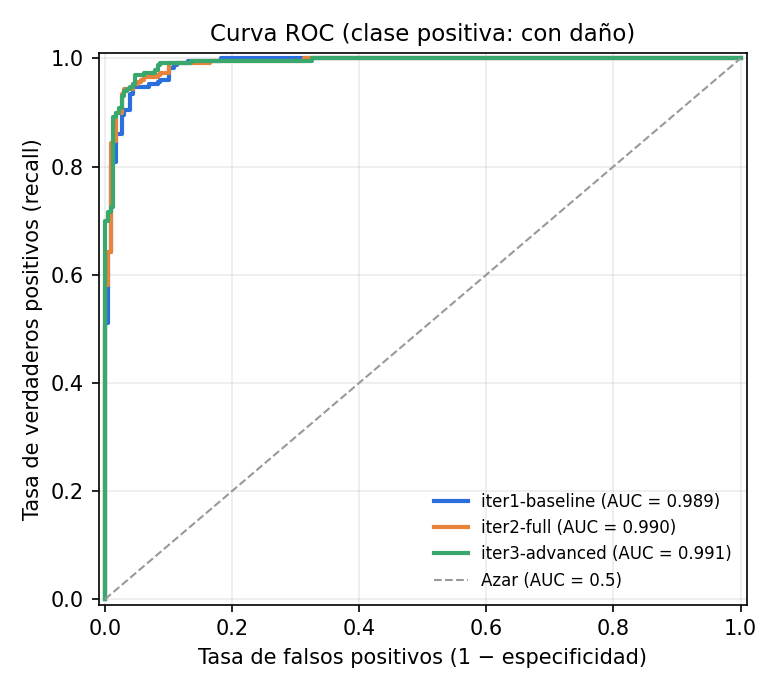 Curva ROC (clase positiva: con daño)
Tasa de verdaderos positivos (recall)
1.0
0.8
0.6
0.4
0.2
0.0
iter1-baseline (AUC = 0.989)
iter2-full (AUC = 0.990)
iter3-advanced (AUC = 0.991)
Azar (AUC = 0.5)
0.0 0.2 0.4 0.6 0.8 1.0
Tasa de falsos positivos (1 − especificidad)